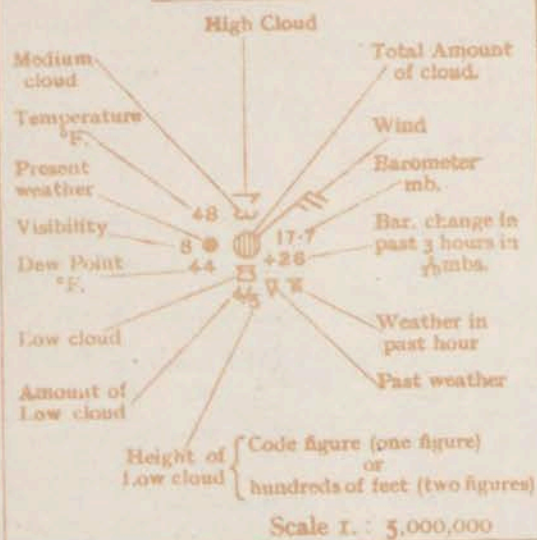 High Cloud
Medium
cloud
Total Amount
of cloud.
Temperature
°F.
Wind
Present
weather
Barometer
mb.
48
Visibility
8
17·7
Bar. change in
past 3 hours in
1/10 mbs.
Dew Point
°F.
44
+26
4/5
Low cloud
Weather in
past hour
Amount of
Low cloud
Past weather
Height of
Low cloud
Code figure (one figure)
or
hundreds of feet (two figures)
Scale 1. : 5,000,000